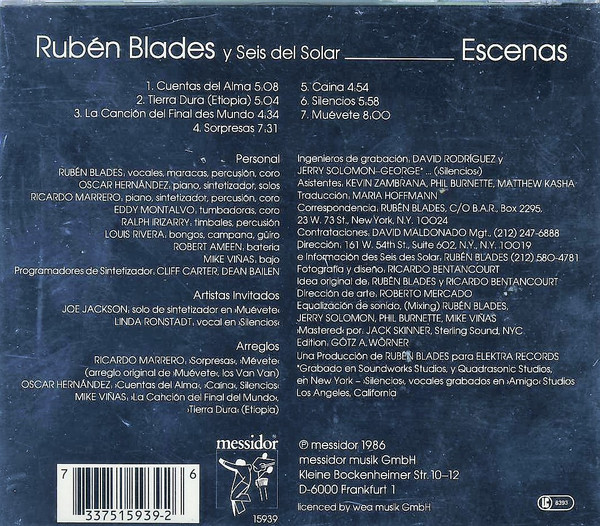 Rubén Blades y Seis del Solar Escenas
1. Cuentas del Alma 5:08
2. Tierra Dura (Etiopia) 5:04
3. La Canción del Final des Mundo 4:34
4. Sorpresas 7:31
5. Caina 4:54
6. Silencios 5:58
7. Muévete 8:00
Personal
RUBÉN BLADES, vocales, maracas, percusión, coro
OSCAR HERNÁNDEZ, piano, sintetizador, solos
RICARDO MARRERO, piano, sintetizador, percusión, coro
EDDY MONTALVO, tumbadoras, coro
RALPH IRIZARRY, timbales, percusión
LOUIS RIVERA, bongos, campana, güiro
ROBERT AMEEN, bateria
MIKE VIÑAS, bajo
Programadores de Sintetizador: CLIFF CARTER, DEAN BAILEN
Artistas Invitados
JOE JACKSON, solo de sintetizador en ›Muévete‹
LINDA RONSTADT, vocal en ›Silencios‹
Arreglos
RICARDO MARRERO, ›Sorpresas‹, ›Mévete‹
(arreglo original de ›Muévete‹, los Van Van)
OSCAR HERNÁNDEZ, ›Cuentas del Alma‹, ›Caína‹, ›Silencios‹
MIKE VIÑAS, ›La Canción del Final del Mundo‹,
›Tierra Dura‹ (Etiopia)
Ingenieros de grabación, DAVID RODRÍGUEZ y
JERRY SOLOMON-GEORGE* ... (›Silencios‹)
Asistentes, KEVIN ZAMBRANA, PHIL BURNETTE, MATTHEW KASHA
Traducción, MARIA HOFFMANN
Correspondencia, RUBÉN BLADES, C/O B.A.R., Box 2295,
23 W. 73 St., New York, N.Y. 10024
Contrataciones, DAVID MALDONADO Mgt., (212) 247-6888
Dirección, 161 W. 54th St., Suite 602, N.Y., N.Y. 10019
e Información des Seis des Solar, RUBÉN BLADES (212) 580-4781
Fotografía y diseño, RICARDO BENTANCOURT
Idea original de, RUBÉN BLADES y RICARDO BENTANCOURT
Dirección de arte, ROBERTO MERCADO
Equalización de sonido, (Mixing) RUBÉN BLADES,
JERRY SOLOMON, PHIL BURNETTE, MIKE VIÑAS
›Mastered‹ por: JACK SKINNER, Sterling Sound, NYC.
Edition: GÖTZ A. WÖRNER
Una Producción de RUBÉN BLADES para ELEKTRA RECORDS
*Grabado en Soundworks Studios, y Quadrasonic Studios,
en New York – ›Silencios‹, vocales grabados en ›Amigo‹ Studios
Los Angeles, California
messidor
15939
℗ messidor 1986
messidor musik GmbH
Kleine Bockenheimer Str. 10–12
D-6000 Frankfurt 1
licenced by wea musik GmbH
7 6
337515939-2
LC
8393